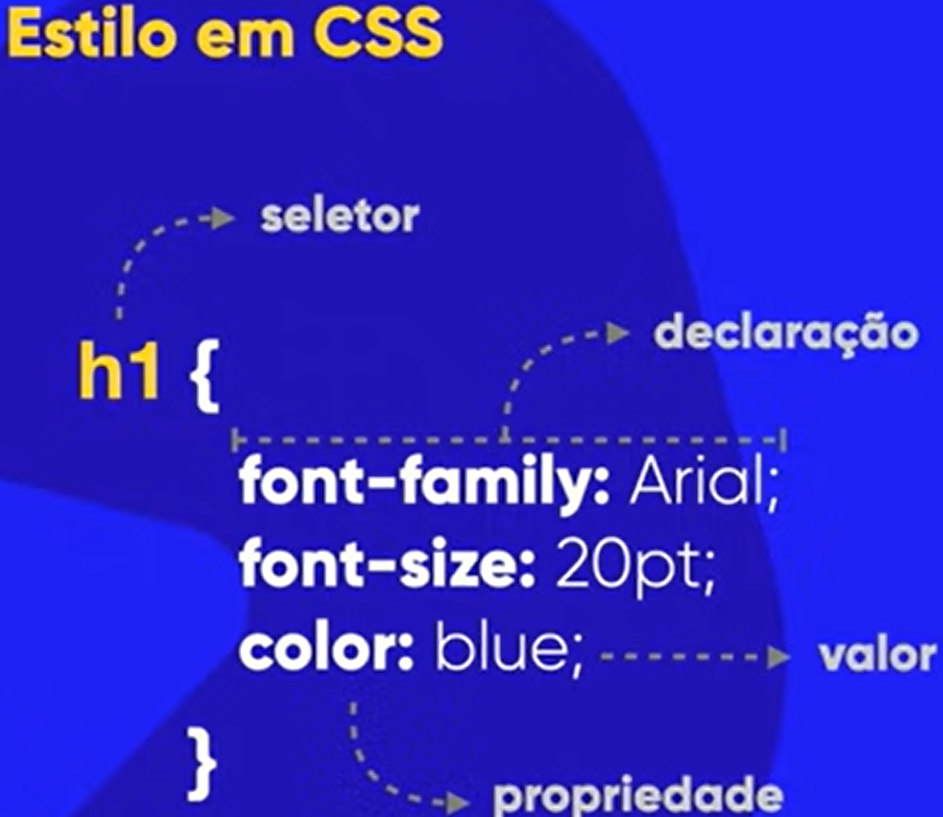 Estilo em CSS
seletor
declaração
h1 {
font-family: Arial;
font-size: 20pt;
color: blue;
valor
}
propriedade